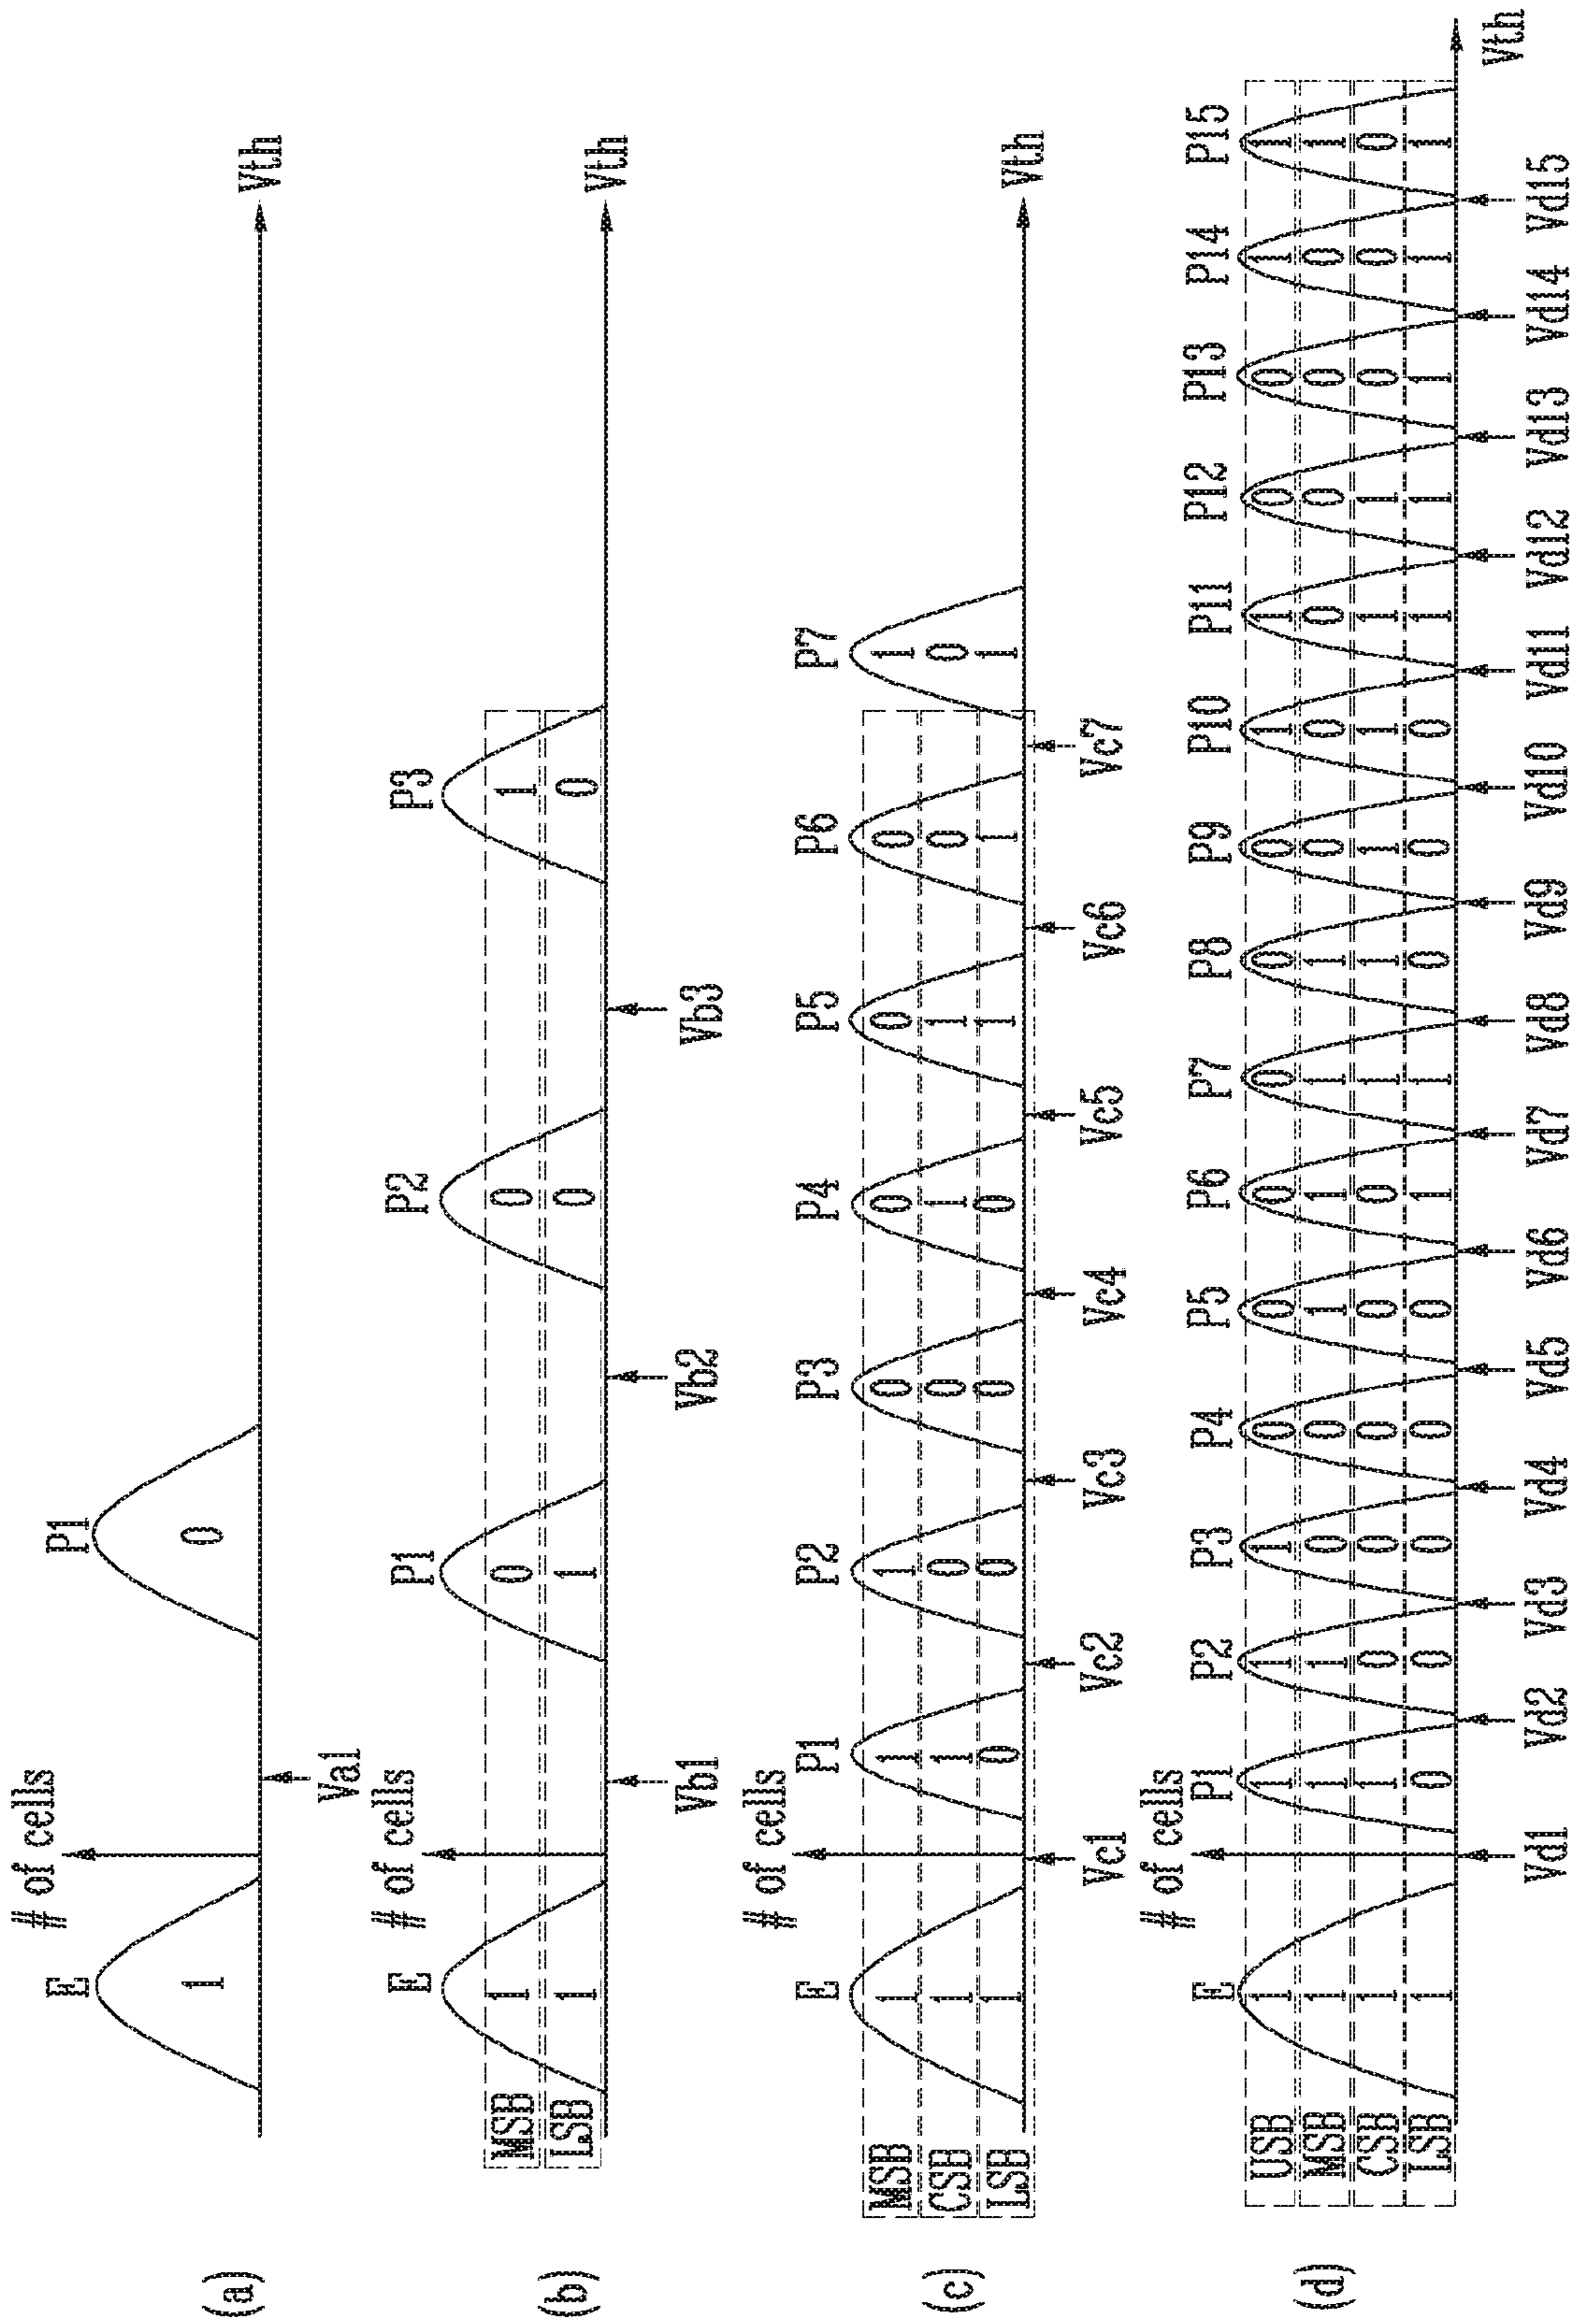 (a)
# of cells
E P1
1 0
Va1
Vth
(b)
# of cells
E P1 P2 P3
MSB 1 0 0 1
LSB 1 1 0 0
Vth
Vb1 Vb2 Vb3
(c)
# of cells
E P1 P2 P3 P4 P5 P6 P7
MSB 1 1 1 0 0 0 0 1
CSB 1 1 0 0 1 1 0 0
LSB 1 0 0 0 0 1 1 1
Vth
Vc1 Vc2 Vc3 Vc4 Vc5 Vc6 Vc7
(d)
# of cells
E P1 P2 P3 P4 P5 P6 P7 P8 P9 P10 P11 P12 P13 P14 P15
USB 1 1 1 1 0 0 0 0 0 0 1 1 0 0 1 1
MSB 1 1 1 0 0 1 1 1 1 0 0 0 0 0 0 1
CSB 1 1 0 0 0 0 0 1 1 1 1 1 1 0 0 0
LSB 1 0 0 0 0 0 1 1 0 0 0 1 1 1 1 1
Vth
Vd1 Vd2 Vd3 Vd4 Vd5 Vd6 Vd7 Vd8 Vd9 Vd10 Vd11 Vd12 Vd13 Vd14 Vd15